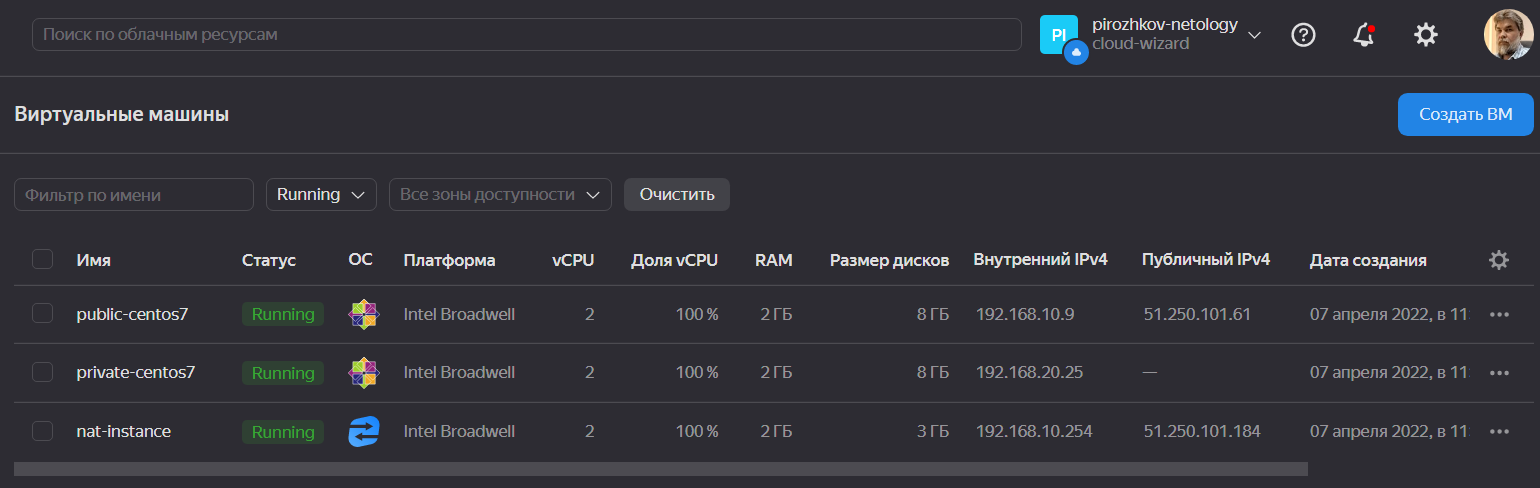 Поиск по облачным ресурсам
PI
pirozhkov-netology
cloud-wizard
Виртуальные машины
Создать ВМ
Фильтр по имени
Running
Все зоны доступности
Очистить
Имя Статус ОС Платформа vCPU Доля vCPU RAM Размер дисков Внутренний IPv4 Публичный IPv4 Дата создания
public-centos7 Running Intel Broadwell 2 100 % 2 ГБ 8 ГБ 192.168.10.9 51.250.101.61 07 апреля 2022, в 11:
private-centos7 Running Intel Broadwell 2 100 % 2 ГБ 8 ГБ 192.168.20.25 — 07 апреля 2022, в 11:
nat-instance Running Intel Broadwell 2 100 % 2 ГБ 3 ГБ 192.168.10.254 51.250.101.184 07 апреля 2022, в 11: